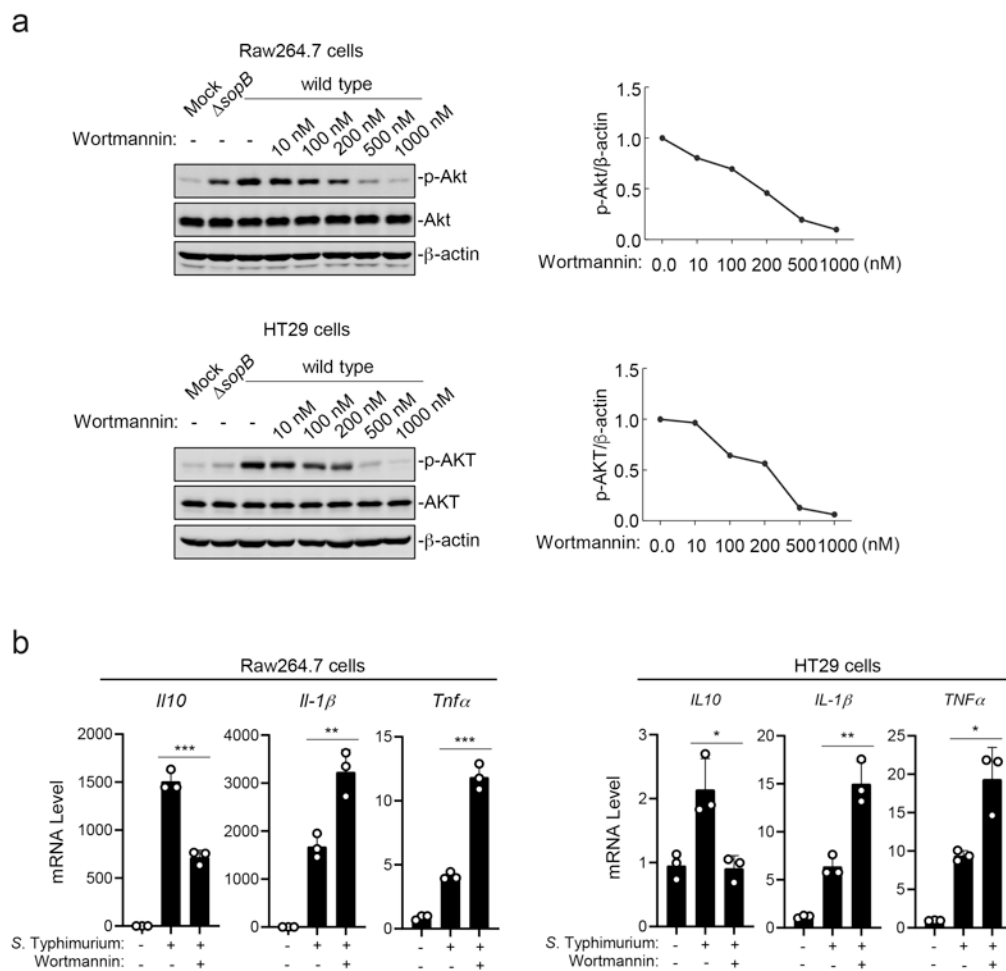 a
Raw264.7 cells
Mock ΔsopB wild type
Wortmannin: - - - 10 nM 100 nM 200 nM 500 nM 1000 nM
-p-Akt
-Akt
-β-actin
p-Akt/β-actin
1.5
1.0
0.5
0.0
Wortmannin: 0.0 10 100 200 500 1000 (nM)
HT29 cells
Mock ΔsopB wild type
Wortmannin: - - - 10 nM 100 nM 200 nM 500 nM 1000 nM
-p-AKT
-AKT
-β-actin
p-AKT/β-actin
1.5
1.0
0.5
0.0
Wortmannin: 0.0 10 100 200 500 1000 (nM)
b
Raw264.7 cells
Il10 Il-1β Tnfα
mRNA Level
2000
1500
1000
750
500
250
0
***
4000
3000
2000
1000
0
**
15
10
5
0
***
S. Typhimurium: - + + - + + - + +
Wortmannin: - - + - - + - - +
HT29 cells
IL10 IL-1β TNFα
mRNA Level
3
2
1
0
*
20
15
10
5
0
**
25
20
15
10
5
0
*
S. Typhimurium: - + + - + + - + +
Wortmannin: - - + - - + - - +